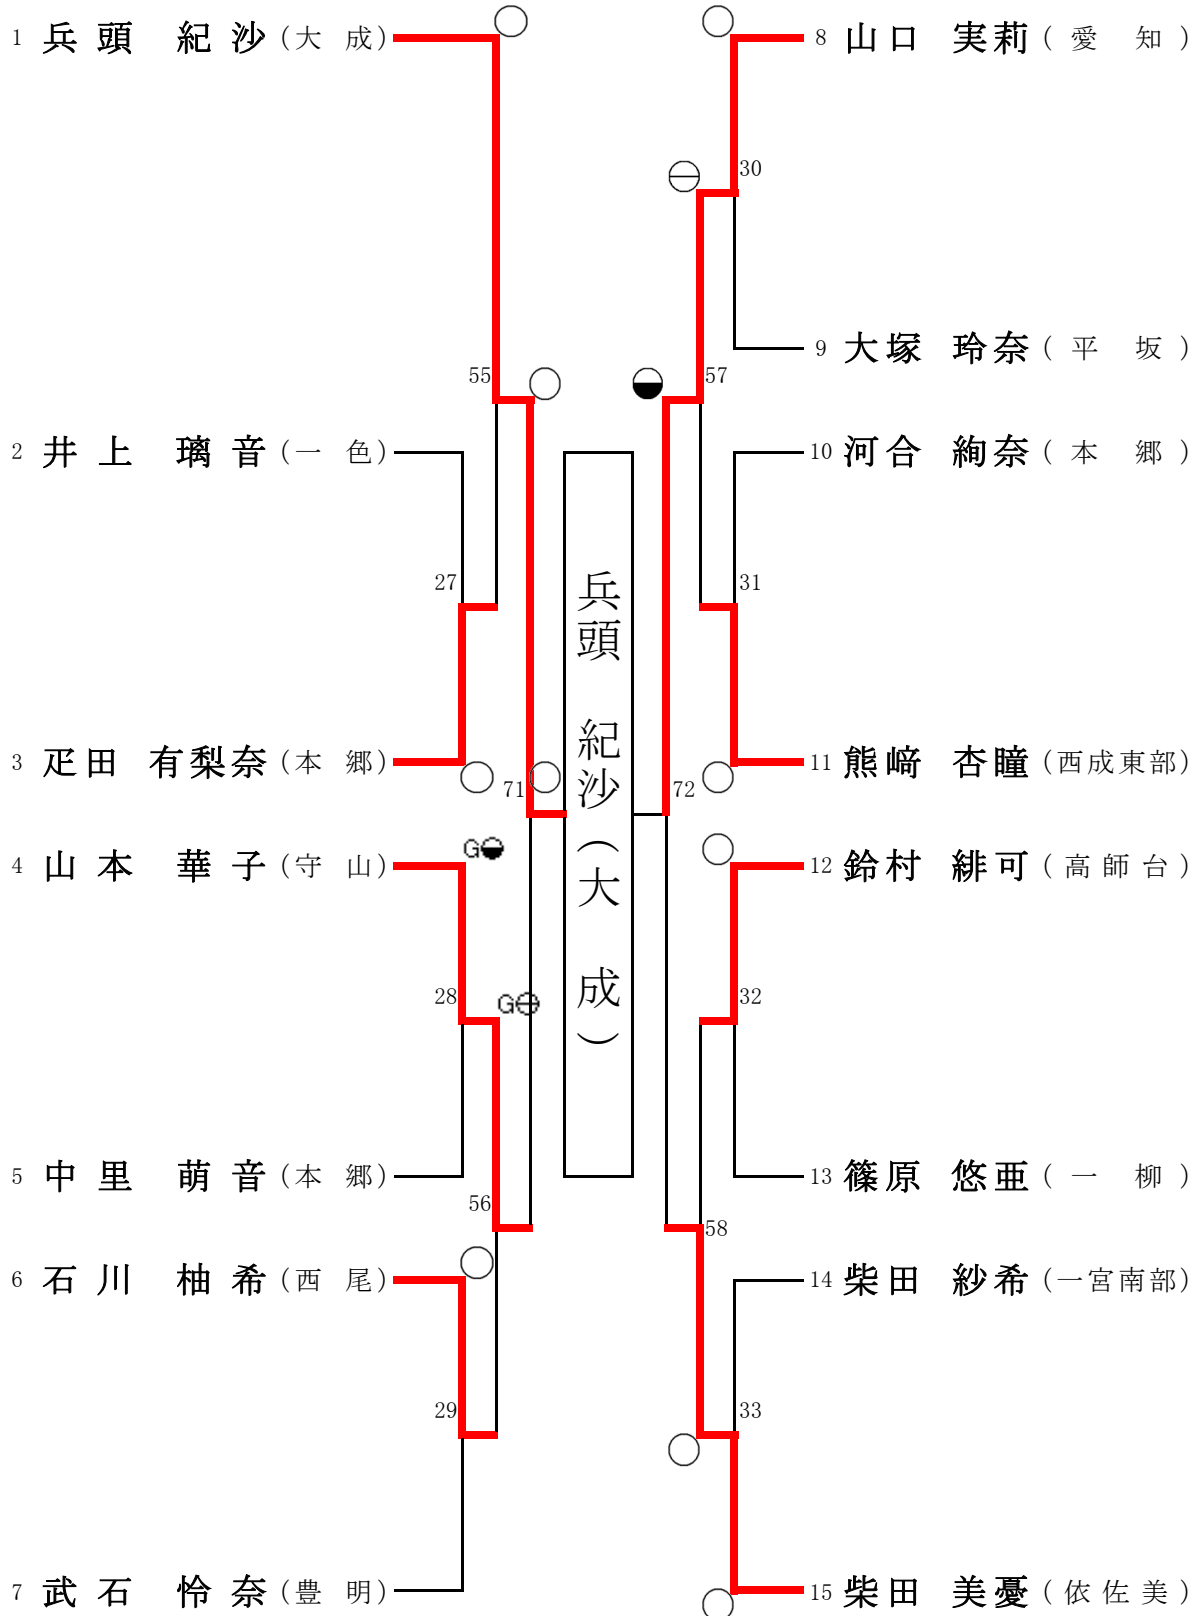 1 兵頭 紀沙 (大成)
2 井上 璃音 (一色)
3 疋田 有梨奈 (本郷)
4 山本 華子 (守山)
5 中里 萌音 (本郷)
6 石川 柚希 (西尾)
7 武石 怜奈 (豊明)
55
27
71
G
28
G
56
29
兵頭 紀沙(大 成)
30
57
31
72
32
58
33
8 山口 実莉 (愛知)
9 大塚 玲奈 (平坂)
10 河合 絢奈 (本郷)
11 熊﨑 杏瞳 (西成東部)
12 鈴村 緋可 (高師台)
13 篠原 悠亜 (一柳)
14 柴田 紗希 (一宮南部)
15 柴田 美憂 (依佐美)